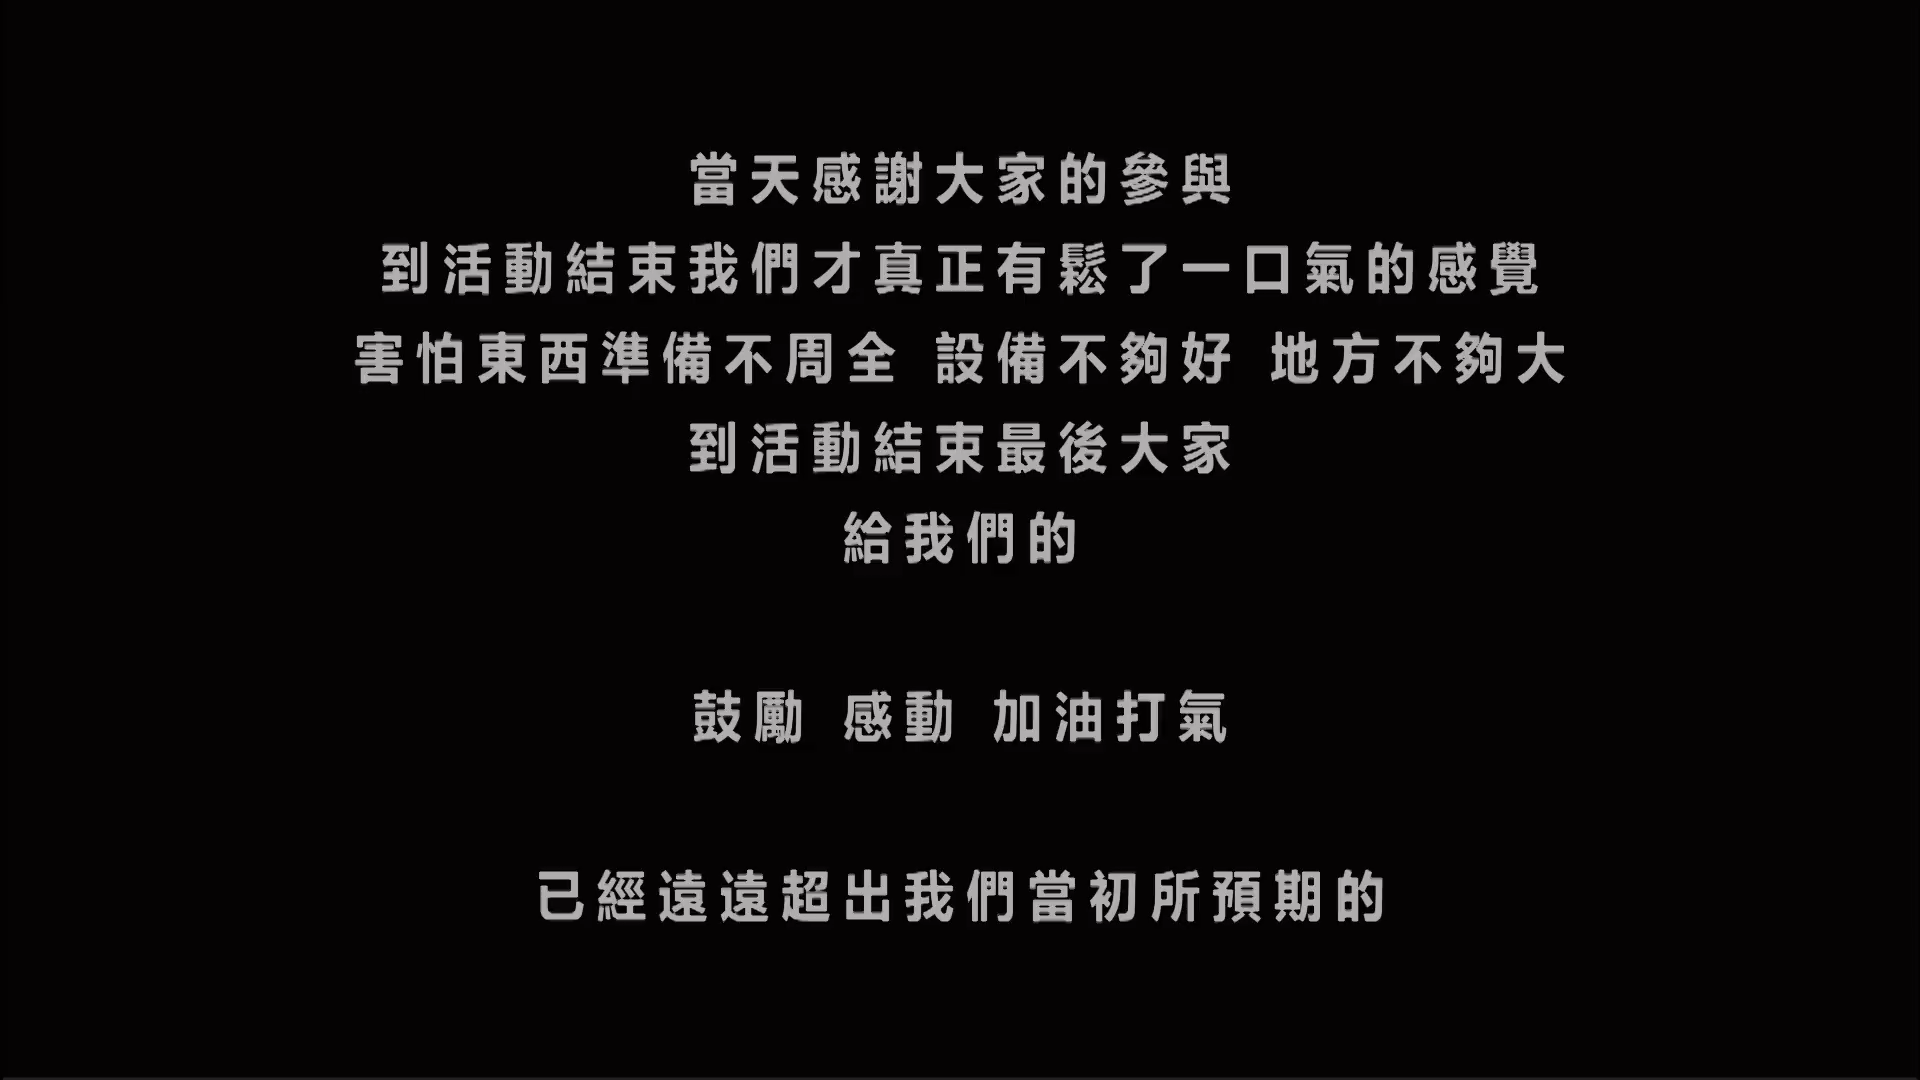 當天感謝大家的參與
到活動結束我們才真正有鬆了一口氣的感覺
害怕東西準備不周全 設備不夠好 地方不夠大
到活動結束最後大家
給我們的
鼓勵 感動 加油打氣
已經遠遠超出我們當初所預期的